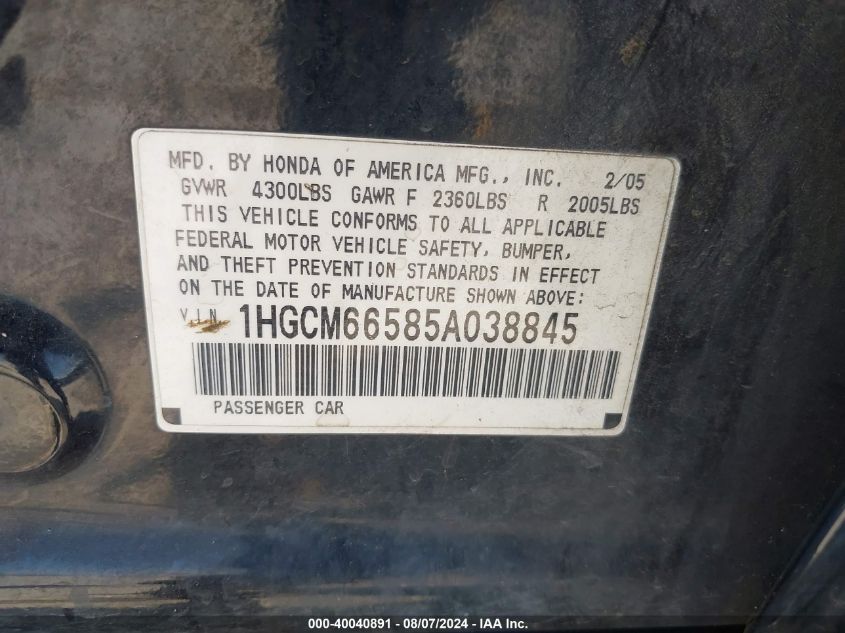 MFD. BY HONDA OF AMERICA MFG., INC. 2/05
GVWR 4300LBS GAWR F 2360LBS R 2005LBS
THIS VEHICLE CONFORMS TO ALL APPLICABLE
FEDERAL MOTOR VEHICLE SAFETY, BUMPER,
AND THEFT PREVENTION STANDARDS IN EFFECT
ON THE DATE OF MANUFACTURE SHOWN ABOVE:
V.I.N. 1HGCM66585A038845
PASSENGER CAR
000-40040891 - 08/07/2024 - IAA Inc.